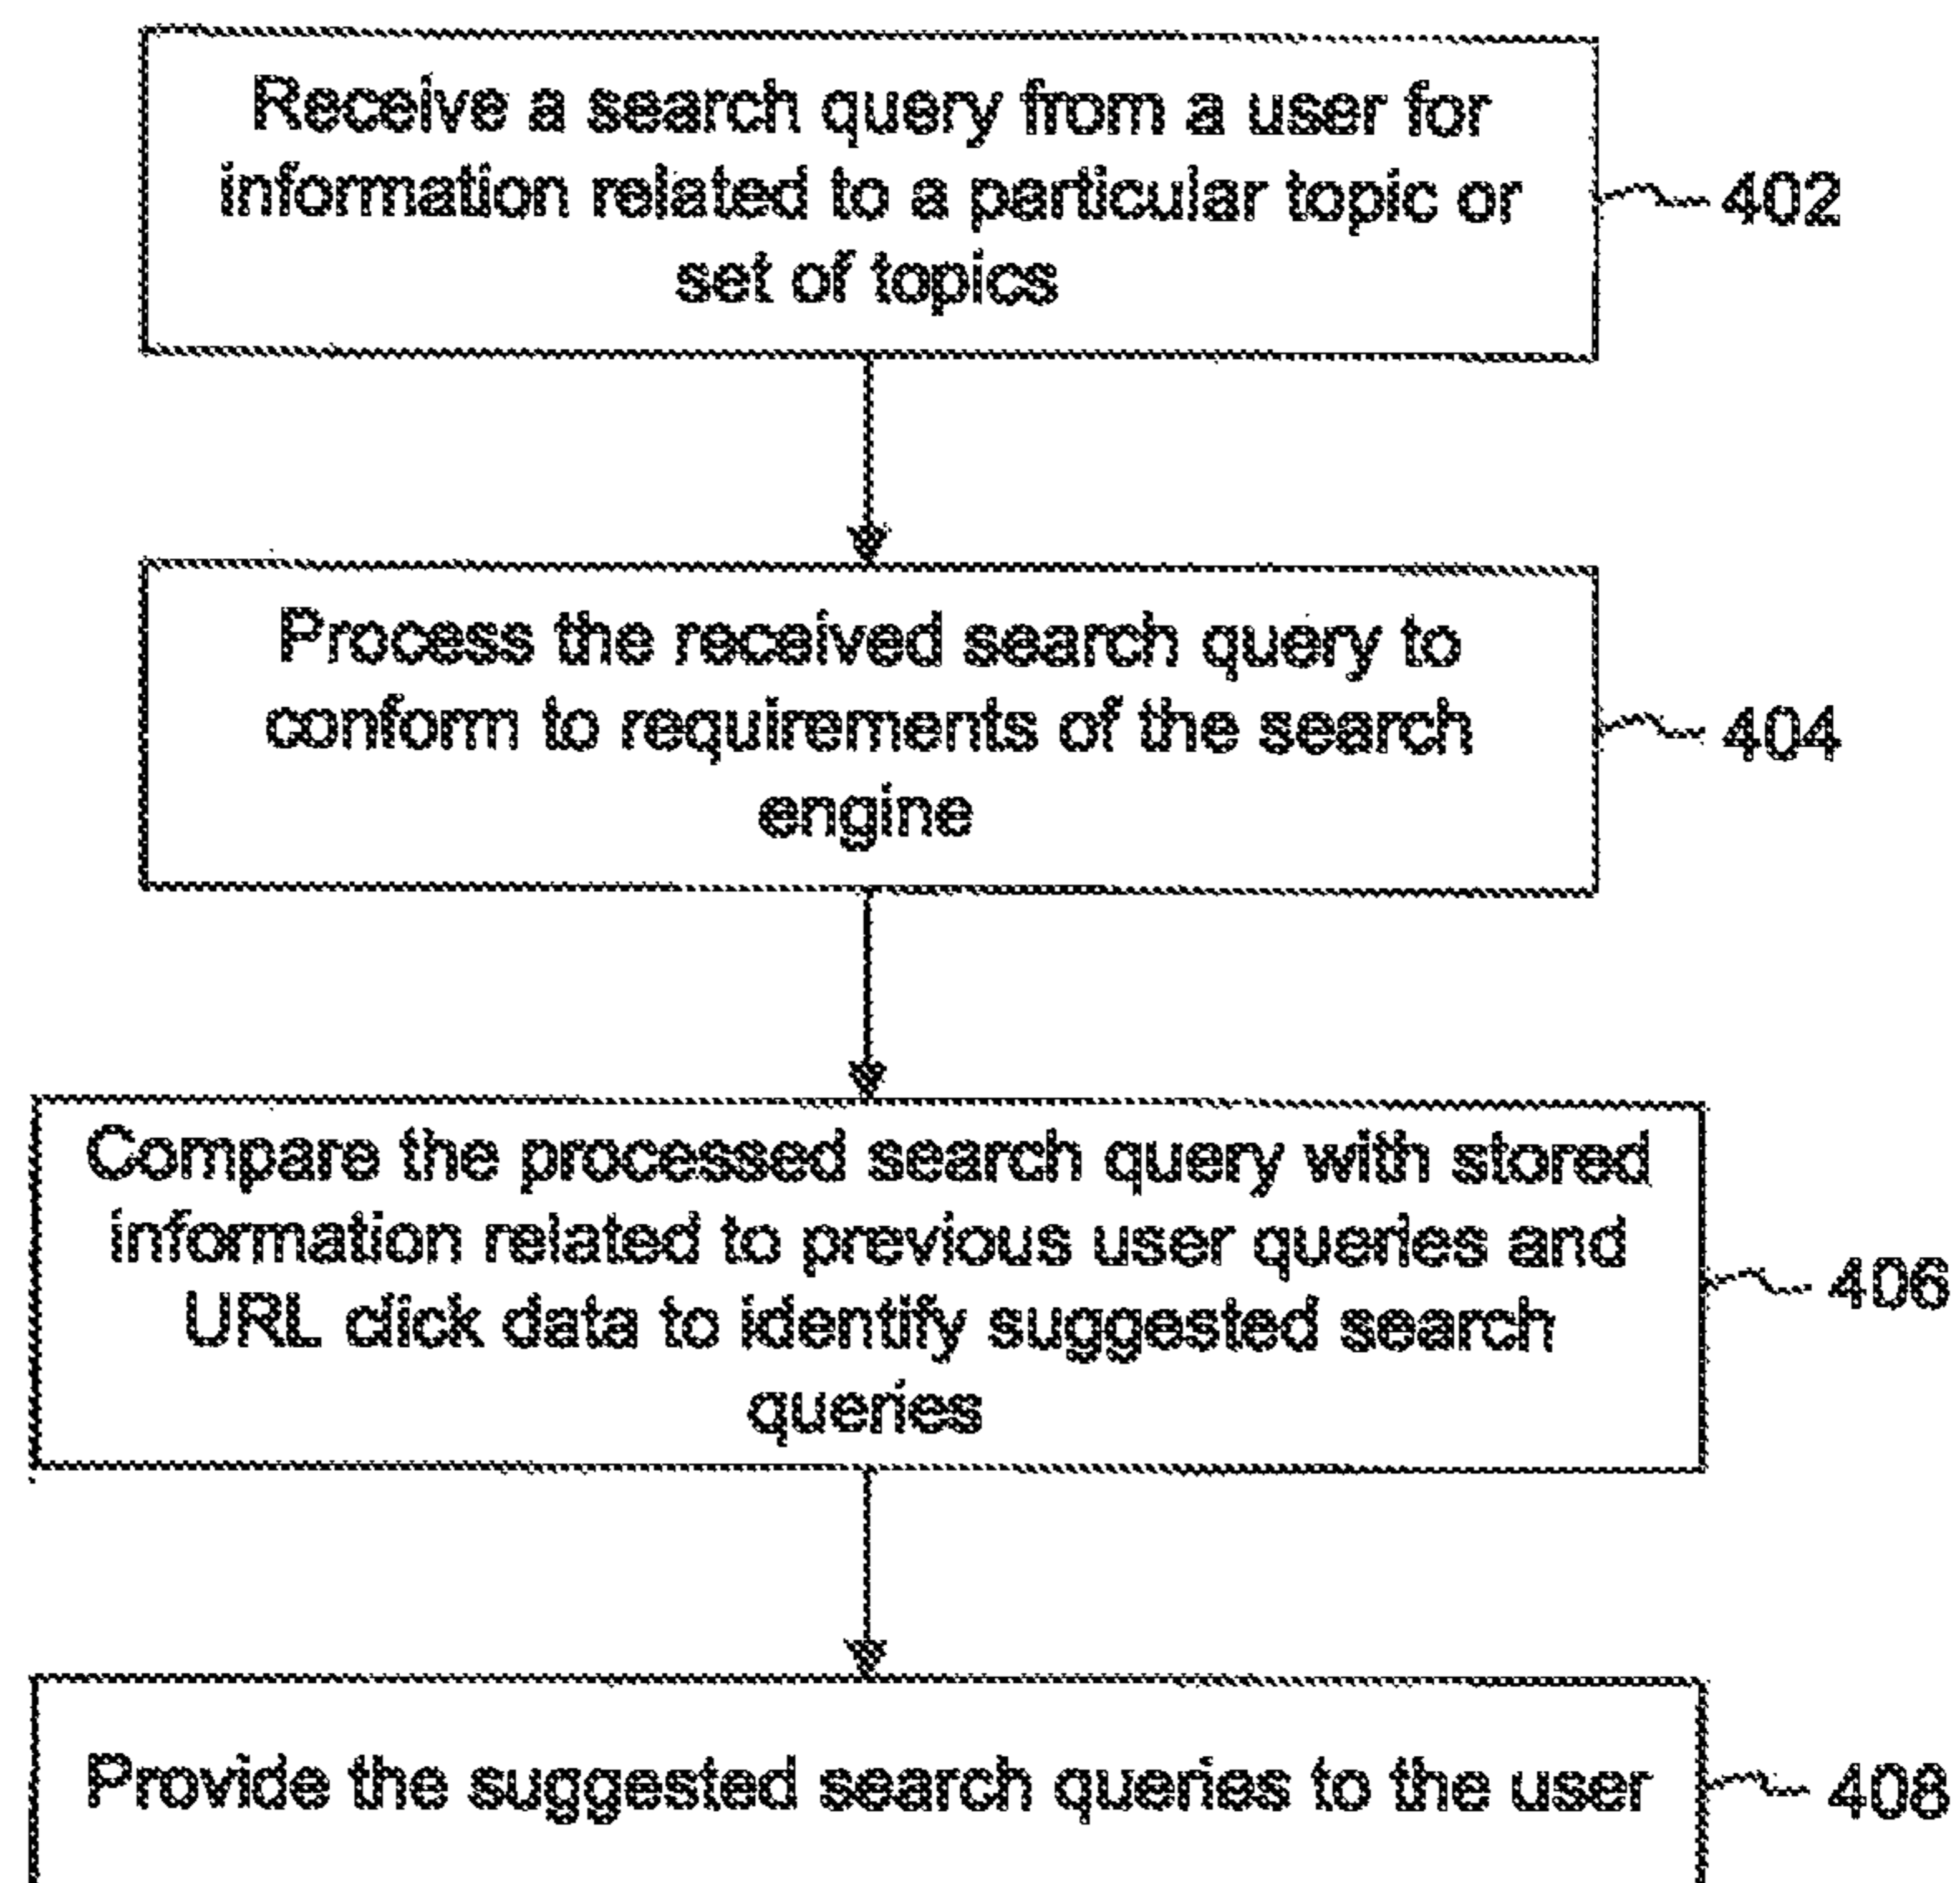 Receive a search query from a user for
information related to a particular topic or
set of topics
402
Process the received search query to
conform to requirements of the search
engine
404
Compare the processed search query with stored
information related to previous user queries and
URL click data to identify suggested search
queries
406
Provide the suggested search queries to the user
408